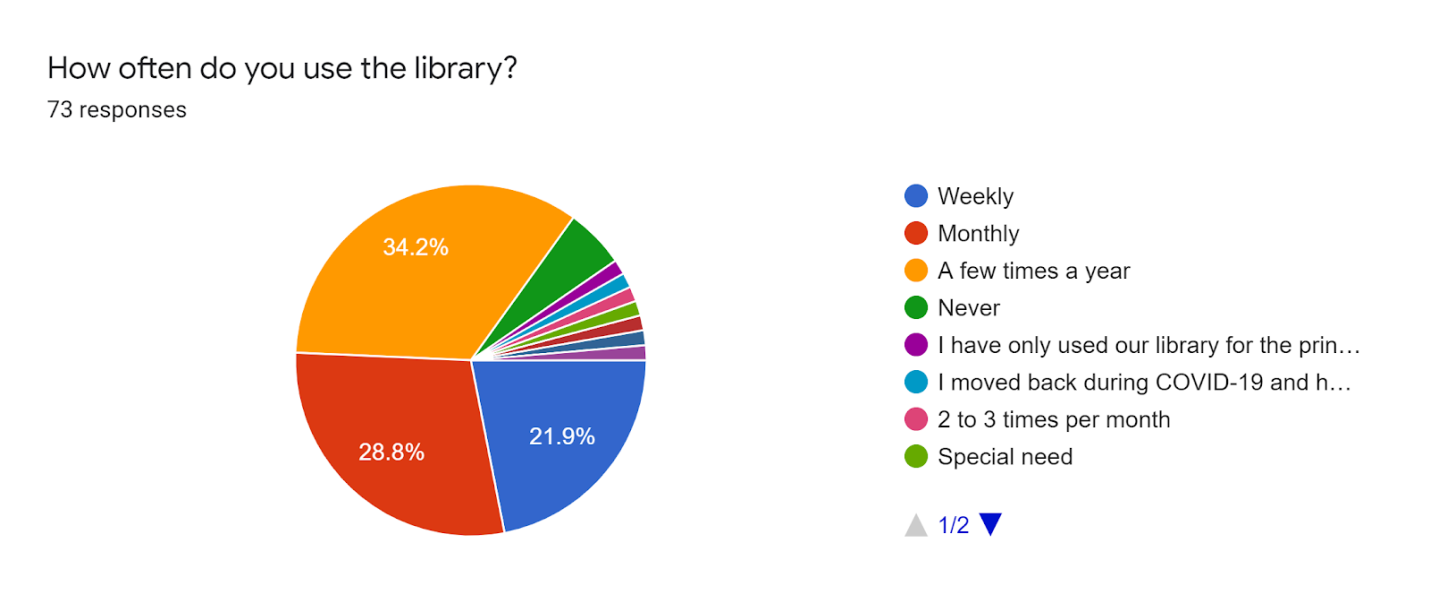 How often do you use the library?
73 responses
34.2%
28.8%
21.9%
Weekly
Monthly
A few times a year
Never
I have only used our library for the prin…
I moved back during COVID-19 and h…
2 to 3 times per month
Special need
1/2